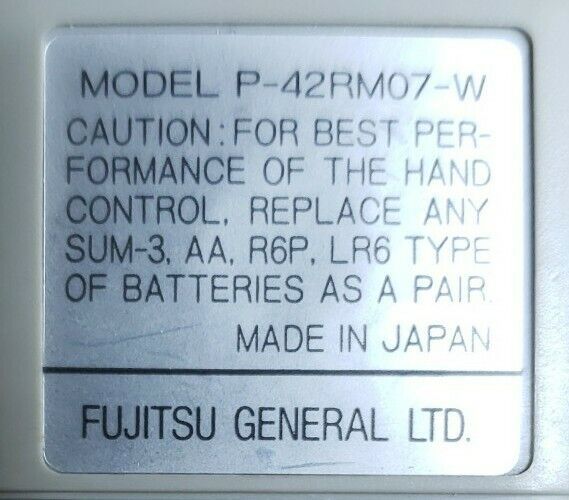 MODEL P-42RM07-W
CAUTION:FOR BEST PER-
FORMANCE OF THE HAND
CONTROL, REPLACE ANY
SUM-3, AA, R6P, LR6 TYPE
OF BATTERIES AS A PAIR.
MADE IN JAPAN
FUJITSU GENERAL LTD.